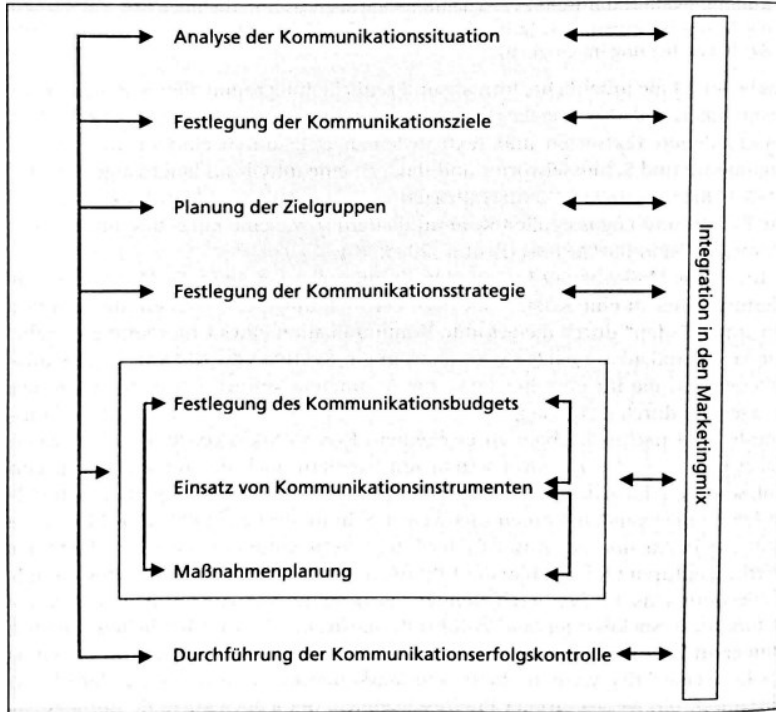 Analyse der Kommunikationssituation
Festlegung der Kommunikationsziele
Planung der Zielgruppen
Festlegung der Kommunikationsstrategie
Festlegung des Kommunikationsbudgets
Einsatz von Kommunikationsinstrumenten
Maßnahmenplanung
Durchführung der Kommunikationserfolgskontrolle
Integration in den Marketingmix